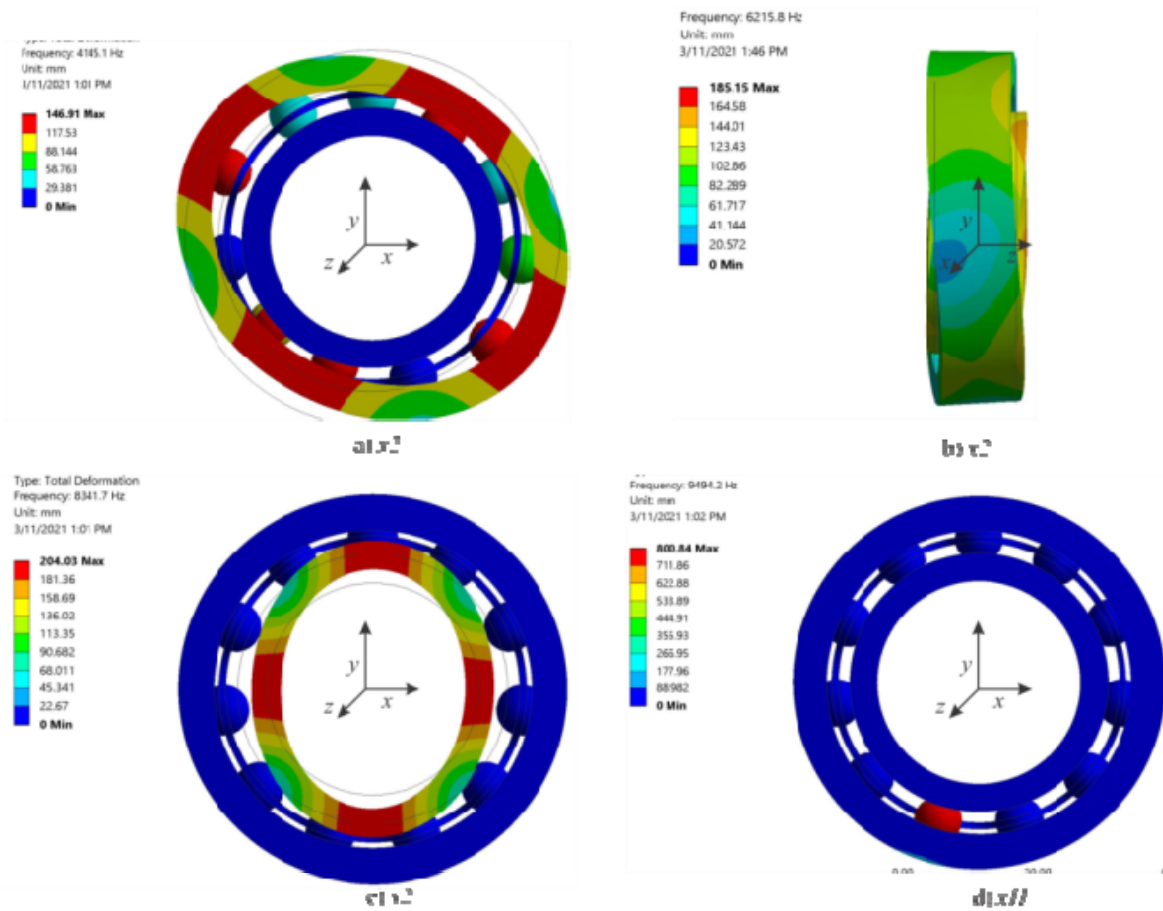 Frequency: 4145.1 Hz
Unit: mm
3/11/2021 1:01 PM
146.91 Max
117.53
88.144
58.763
29.381
0 Min
y
z
x
Frequency: 6215.8 Hz
Unit: mm
3/11/2021 1:46 PM
185.15 Max
164.58
144.01
123.43
102.86
82.289
61.717
41.144
20.572
0 Min
y
x
z
Type: Total Deformation
Frequency: 8341.7 Hz
Unit: mm
3/11/2021 1:01 PM
204.03 Max
181.36
158.69
136.02
113.35
90.682
68.011
45.341
22.67
0 Min
y
z
x
Frequency: 9494.2 Hz
Unit: mm
3/11/2021 1:02 PM
800.84 Max
711.86
622.88
533.89
444.91
355.93
266.95
177.96
88.982
0 Min
y
z
x